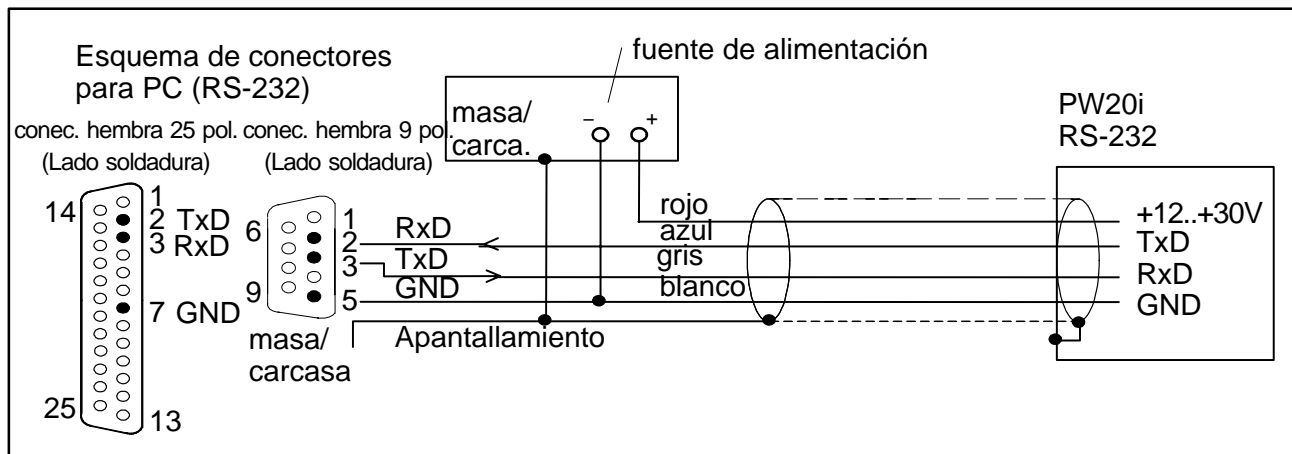 Esquema de conectores
para PC (RS-232)
fuente de alimentación
conec. hembra 25 pol. conec. hembra 9 pol.
(Lado soldadura) (Lado soldadura)
masa/
carca.
– +
PW20i
RS-232
14
1
2 TxD
3 RxD
7 GND
25
13
6
1
2
3
9
5
RxD
TxD
GND
masa/
carcasa
Apantallamiento
rojo
azul
gris
blanco
+12..+30V
TxD
RxD
GND